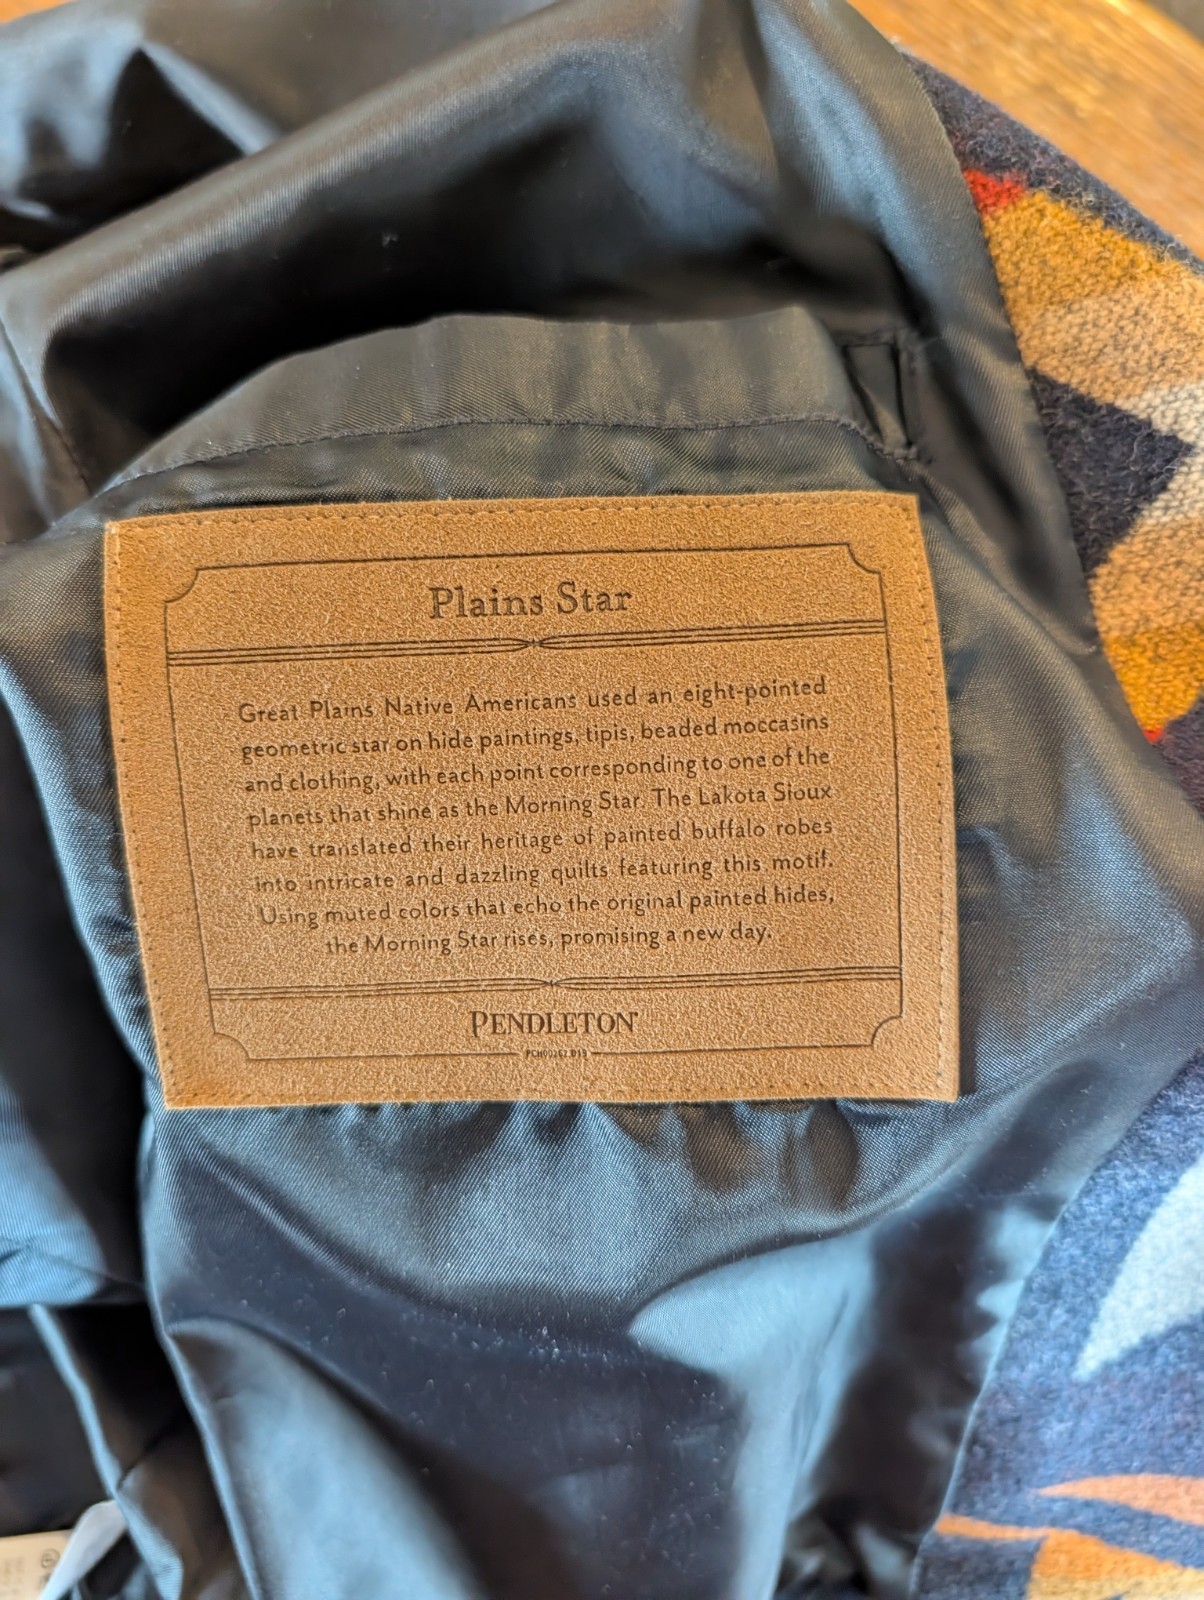 Plains Star
Great Plains Native Americans used an eight-pointed
geometric star on hide paintings, tipis, beaded moccasins
and clothing, with each point corresponding to one of the
planets that shine as the Morning Star. The Lakota Sioux
have translated their heritage of painted buffalo robes
into intricate and dazzling quilts featuring this motif.
Using muted colors that echo the original painted hides,
the Morning Star rises, promising a new day.
PENDLETON